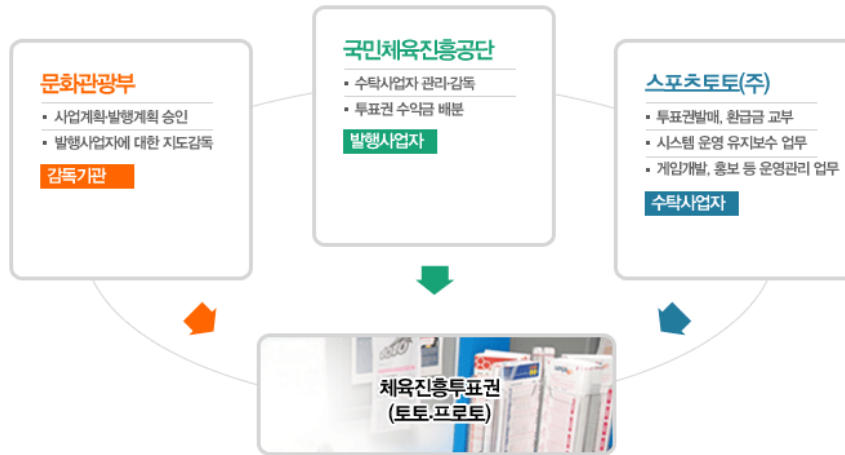 문화관광부
▪ 사업계획·발행계획 승인
▪ 발행사업자에 대한 지도감독
감독기관
국민체육진흥공단
▪ 수탁사업자 관리·감독
▪ 투표권 수익금 배분
발행사업자
스포츠토토(주)
▪ 투표권발매, 환급금 교부
▪ 시스템 운영 유지보수 업무
▪ 게임개발, 홍보 등 운영관리 업무
수탁사업자
체육진흥투표권
(토토·프로토)